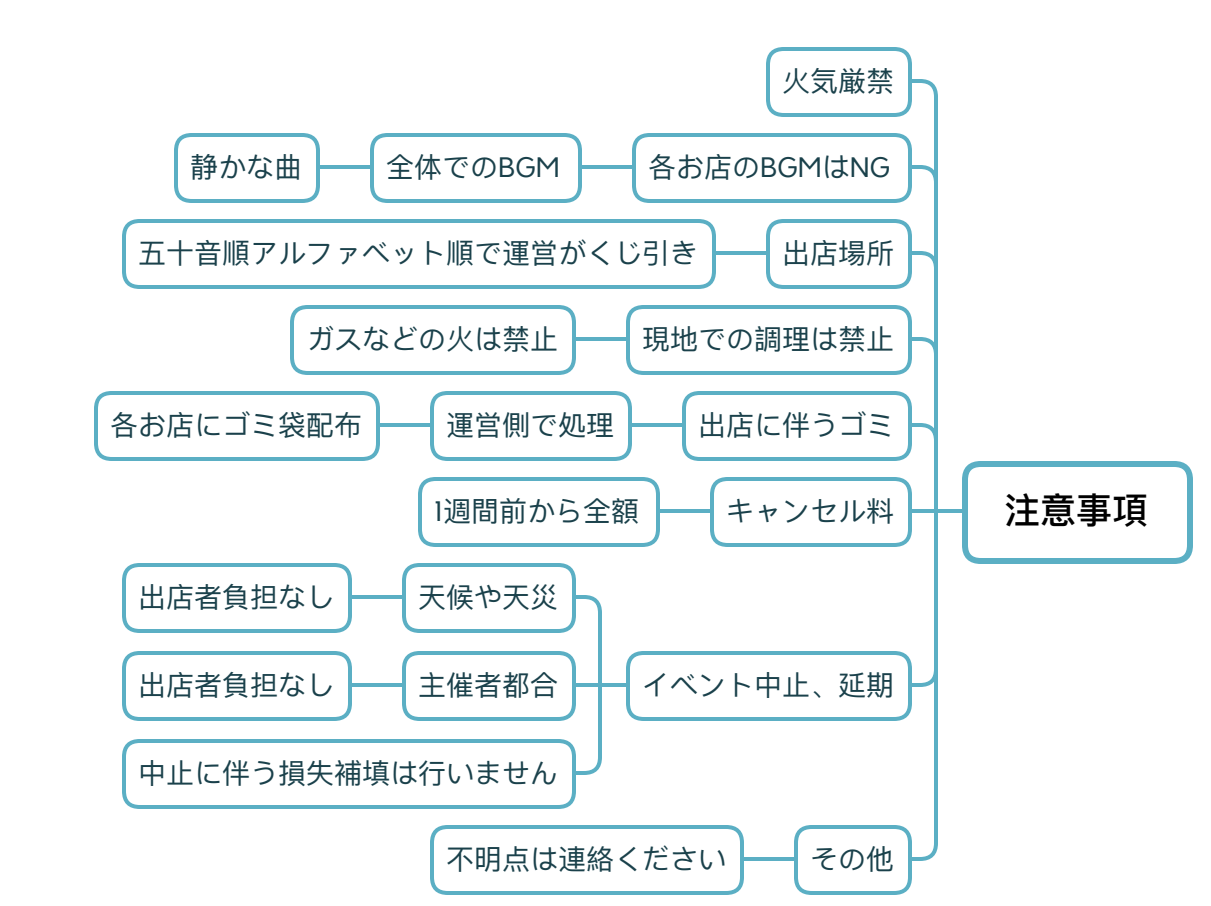 注意事項
火気厳禁
各お店のBGMはNG
全体でのBGM
静かな曲
出店場所
五十音順アルファベット順で運営がくじ引き
現地での調理は禁止
ガスなどの火は禁止
出店に伴うゴミ
運営側で処理
各お店にゴミ袋配布
キャンセル料
1週間前から全額
イベント中止、延期
天候や天災
出店者負担なし
主催者都合
出店者負担なし
中止に伴う損失補填は行いません
その他
不明点は連絡ください